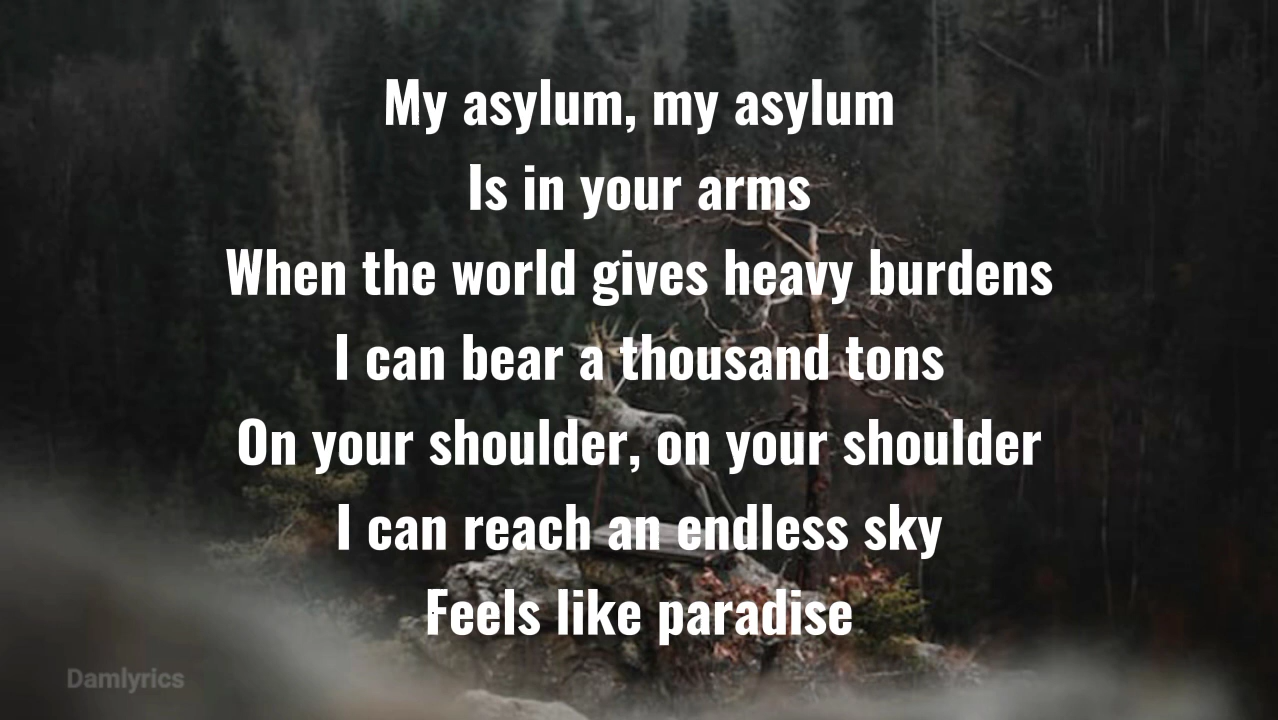 My asylum, my asylum
Is in your arms
When the world gives heavy burdens
I can bear a thousand tons
On your shoulder, on your shoulder
I can reach an endless sky
Feels like paradise
Damlyrics